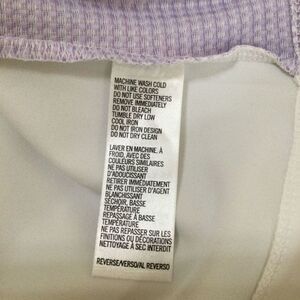 MACHINE WASH COLD
WITH LIKE COLORS
DO NOT USE SOFTENERS
REMOVE IMMEDIATELY
DO NOT BLEACH
TUMBLE DRY LOW
COOL IRON
DO NOT IRON DESIGN
DO NOT DRY CLEAN
LAVER EN MACHINE, À
FROID, AVEC DES
COULEURS SIMILAIRES
NE PAS UTILISER
D'ADOUCISSANT
RETIRER IMMÉDIATEMENT
NE PAS UTILISER D'AGENT
BLANCHISSANT
SÉCHOIR, BASSE
TEMPÉRATURE
REPASSAGE À BASSE
TEMPÉRATURE
NE PAS REPASSER SUR LES
FINITIONS OU DÉCORATIONS
NETTOYAGE À SEC INTERDIT
REVERSE/VERSO/AL REVERSO